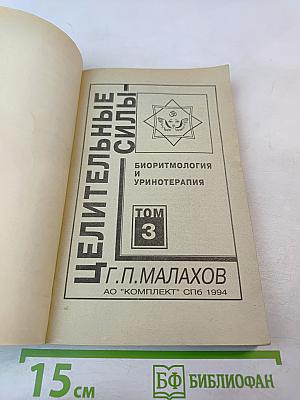 ЦЕЛИТЕЛЬНЫЕ
СИЛЫ-
БИОРИТМОЛОГИЯ
И
УРИНОТЕРАПИЯ
ТОМ
3
Г.П.МАЛАХОВ
АО "КОМПЛЕКТ" СПб 1994
15 см
БФ БИБЛИОФАН